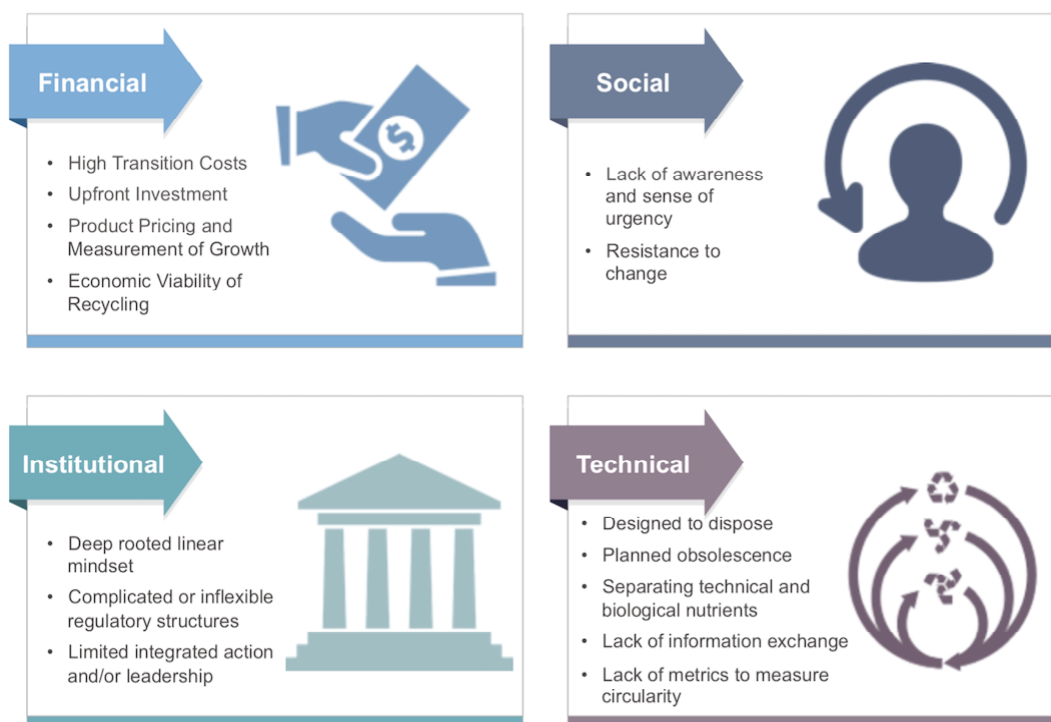 Financial
• High Transition Costs
• Upfront Investment
• Product Pricing and
Measurement of Growth
• Economic Viability of
Recycling
$
Social
• Lack of awareness
and sense of
urgency
• Resistance to
change
Institutional
• Deep rooted linear
mindset
• Complicated or inflexible
regulatory structures
• Limited integrated action
and/or leadership
Technical
• Designed to dispose
• Planned obsolescence
• Separating technical and
biological nutrients
• Lack of information exchange
• Lack of metrics to measure
circularity